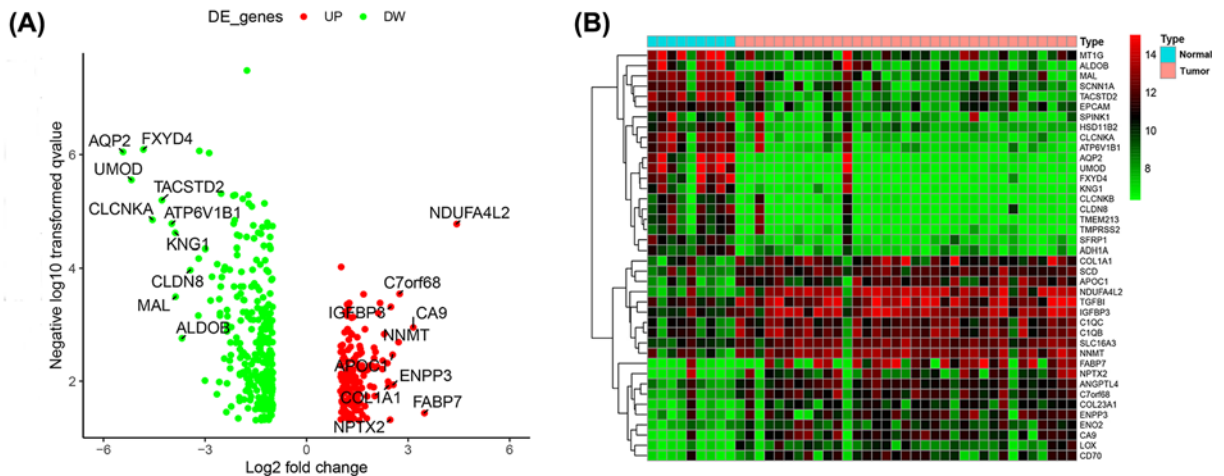 (A)
DE_genes UP DW
Negative log10 transformed qvalue
6
4
2
AQP2
FXYD4
UMOD
TACSTD2
CLCNKA
ATP6V1B1
KNG1
CLDN8
MAL
ALDOB
NDUFA4L2
C7orf68
IGFBP3
CA9
NNMT
APOC1
ENPP3
COL1A1
FABP7
NPTX2
−6 −3 0 3 6
Log2 fold change
(B)
Type
MT1G
ALDOB
MAL
SCNN1A
TACSTD2
EPCAM
SPINK1
HSD11B2
CLCNKA
ATP6V1B1
AQP2
UMOD
FXYD4
KNG1
CLCNKB
CLDN8
TMEM213
TMPRSS2
SFRP1
ADH1A
COL1A1
SCD
APOC1
NDUFA4L2
TGFBI
IGFBP3
C1QC
C1QB
SLC16A3
NNMT
FABP7
NPTX2
ANGPTL4
C7orf68
COL23A1
ENPP3
ENO2
CA9
LOX
CD70
14
12
10
8
Type
Normal
Tumor